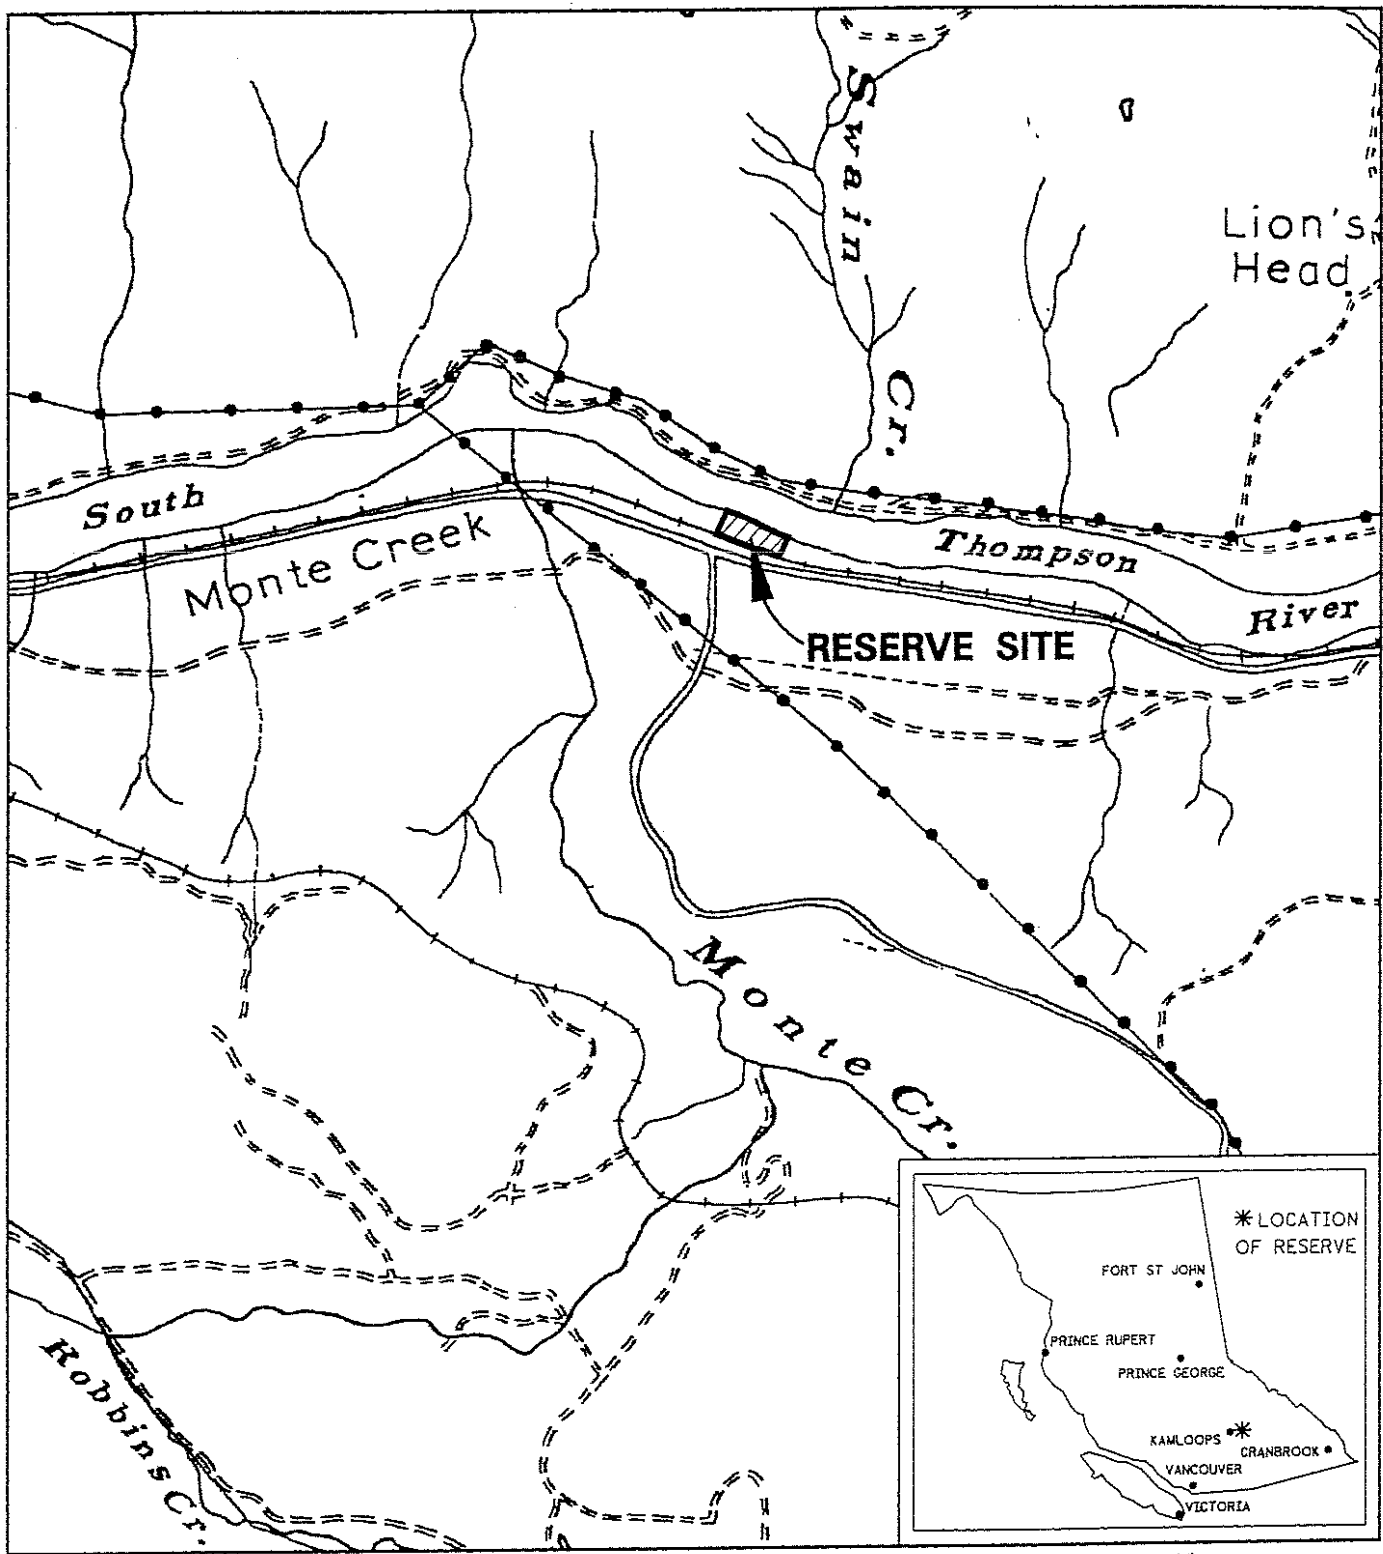 Swain
Cr.
Lion's
Head
South
Thompson
River
Monte Creek
RESERVE SITE
Monte
Cr.
Robbins
Cr.
✳ LOCATION
OF RESERVE
FORT ST JOHN
PRINCE RUPERT
PRINCE GEORGE
KAMLOOPS
CRANBROOK
VANCOUVER
VICTORIA